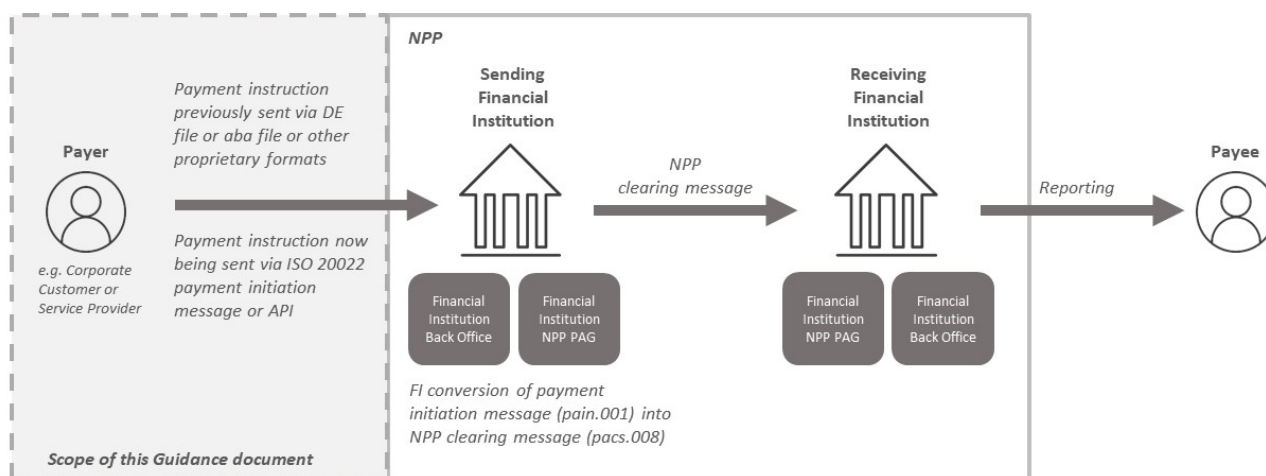 NPP
Payment instruction
previously sent via DE
file or aba file or other
proprietary formats
Payer
e.g. Corporate
Customer or
Service Provider
Payment instruction now
being sent via ISO 20022
payment initiation
message or API
Scope of this Guidance document
Sending
Financial
Institution
Financial
Institution
Back Office
Financial
Institution
NPP PAG
FI conversion of payment
initiation message (pain.001) into
NPP clearing message (pacs.008)
NPP
clearing message
Receiving
Financial
Institution
Financial
Institution
NPP PAG
Financial
Institution
Back Office
Reporting
Payee